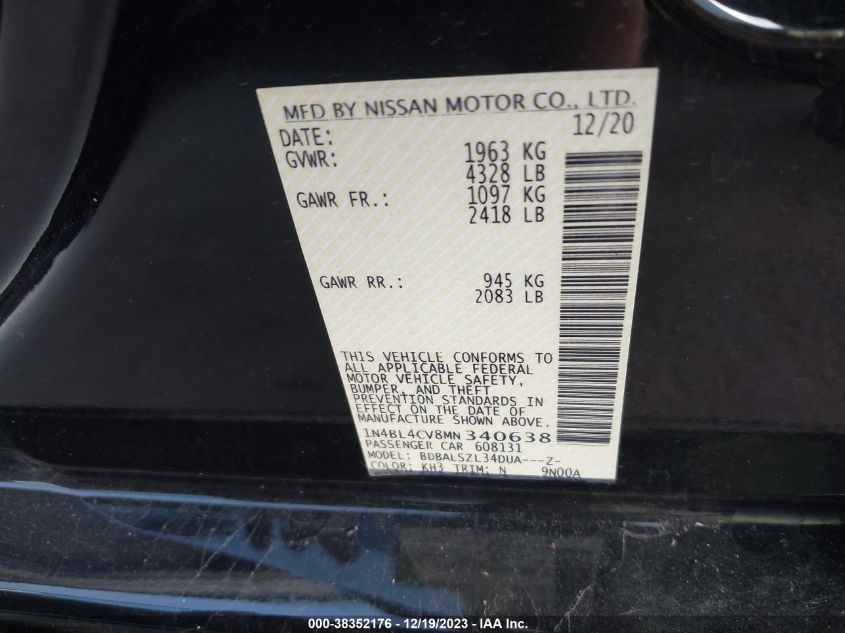 MFD BY NISSAN MOTOR CO., LTD.
DATE: 12/20
GVWR: 1963 KG
4328 LB
GAWR FR.: 1097 KG
2418 LB
GAWR RR.: 945 KG
2083 LB
THIS VEHICLE CONFORMS TO
ALL APPLICABLE FEDERAL
MOTOR VEHICLE SAFETY,
BUMPER, AND THEFT
PREVENTION STANDARDS IN
EFFECT ON THE DATE OF
MANUFACTURE SHOWN ABOVE.
1N4BL4CV8MN340638
PASSENGER CAR 608131
MODEL: BDBALSZL34DUA---Z-
COLOR: KH3 TRIM: N 9N00A
000-38352176 - 12/19/2023 - IAA Inc.